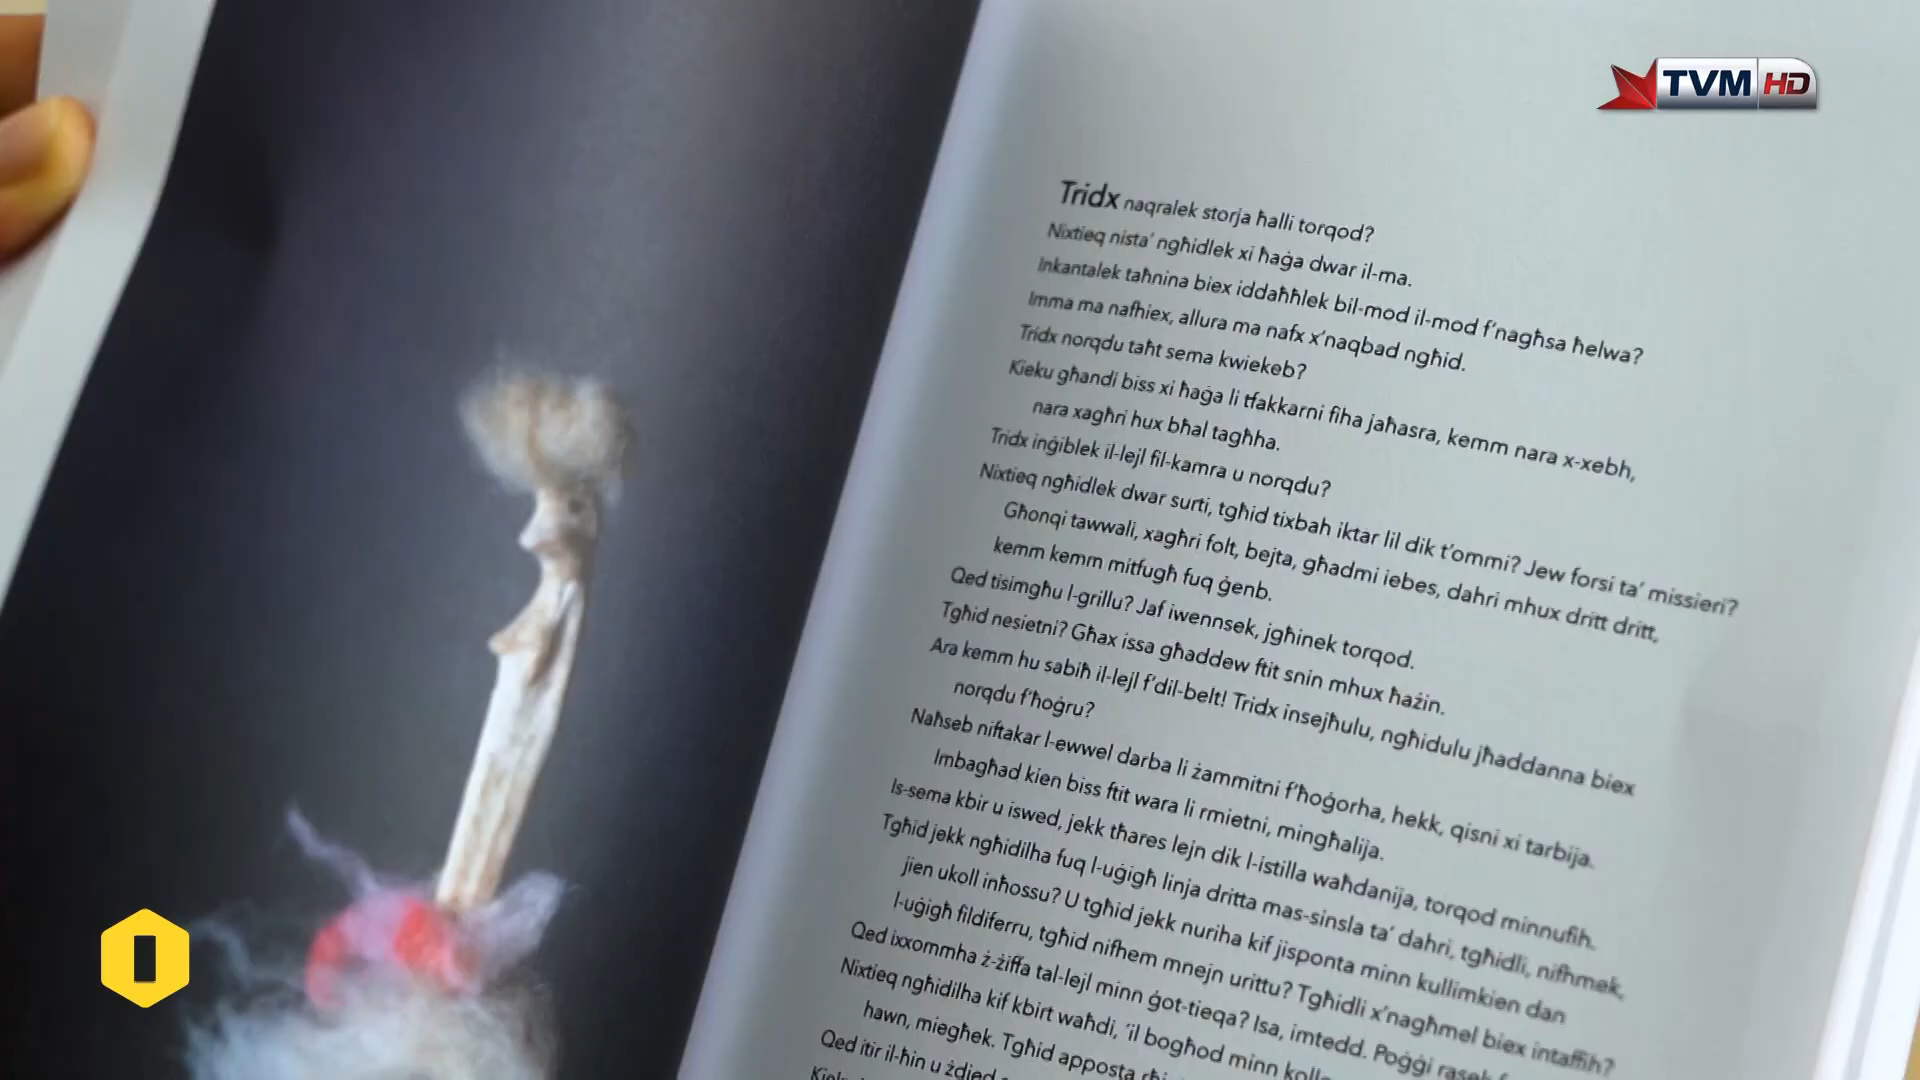 TVM HD
Tridx naqralek storja ħalli torqod?
Nixtieq nista' ngħidlek xi ħaġa dwar il-ma.
Inkantalek taħnina biex iddaħħlek bil-mod il-mod f'nagħsa ħelwa?
Imma ma nafhiex, allura ma nafx x'naqbad ngħid.
Tridx norqdu taħt sema kwiekeb?
Kieku għandi biss xi ħaġa li tfakkarni fiha jaħasra, kemm nara x-xebh,
nara xagħri hux bħal tagħha.
Tridx inġiblek il-lejl fil-kamra u norqdu?
Nixtieq ngħidlek dwar surti, tgħid tixbah iktar lil dik t'ommi? Jew forsi ta' missieri?
Għonqi tawwali, xagħri folt, bejta, għadmi iebes, dahri mhux dritt dritt,
kemm kemm mitfugħ fuq ġenb.
Qed tisimgħu l-grillu? Jaf iwennsek, jgħinek torqod.
Tgħid nesietni? Għax issa għaddew ftit snin mhux ħażin.
Ara kemm hu sabiħ il-lejl f'dil-belt! Tridx insejħulu, ngħidulu jħaddanna biex
norqdu f'ħoġru?
Naħseb niftakar l-ewwel darba li żammitni f'ħoġorha, hekk, qisni xi tarbija.
Imbagħad kien biss ftit wara li rmietni, mingħalija.
Is-sema kbir u iswed, jekk tħares lejn dik l-istilla waħdanija, torqod minnufih.
Tgħid jekk ngħidilha fuq l-uġigħ linja dritta mas-sinsla ta' dahri, tgħidli, nifhmek,
jien ukoll inħossu? U tgħid jekk nuriha kif jisponta minn kullimkien dan
l-uġigħ fildiferru, tgħid nifhem mnejn urittu? Tgħidli x'nagħmel biex intaffih?
Qed ixxommha ż-żiffa tal-lejl minn ġot-tieqa? Isa, imtedd. Poġġi rasek
Nixtieq ngħidilha kif kbirt waħdi, 'il bogħod minn
hawn, miegħek. Tgħid apposta
Qed itir il-ħin u